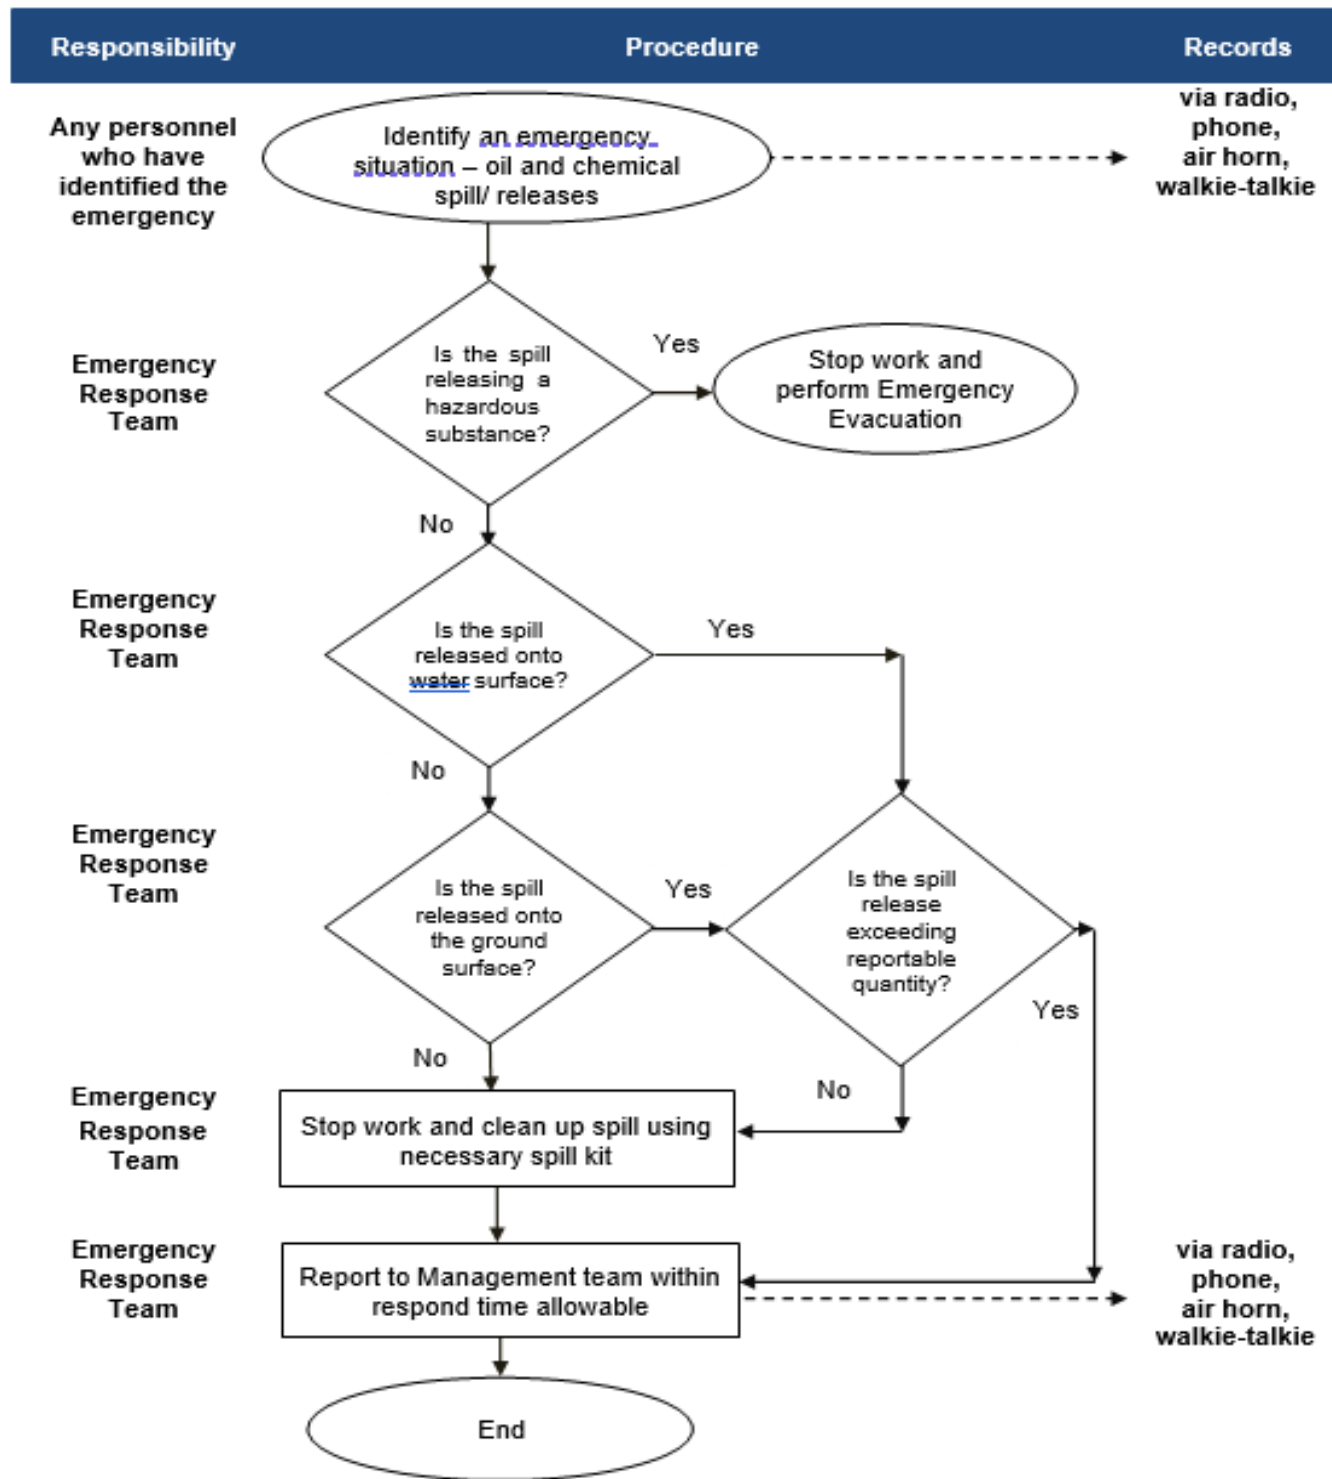 Responsibility
Procedure
Records
Any personnel
who have
identified the
emergency
Identify an emergency
situation – oil and chemical
spill/ releases
via radio,
phone,
air horn,
walkie-talkie
Emergency
Response
Team
Is the spill
releasing a
hazardous
substance?
Yes
Stop work and
perform Emergency
Evacuation
No
Emergency
Response
Team
Is the spill
released onto
water surface?
Yes
No
Emergency
Response
Team
Is the spill
released onto
the ground
surface?
Yes
Is the spill
release
exceeding
reportable
quantity?
Yes
No
No
Emergency
Response
Team
Stop work and clean up spill using
necessary spill kit
Emergency
Response
Team
Report to Management team within
respond time allowable
via radio,
phone,
air horn,
walkie-talkie
End